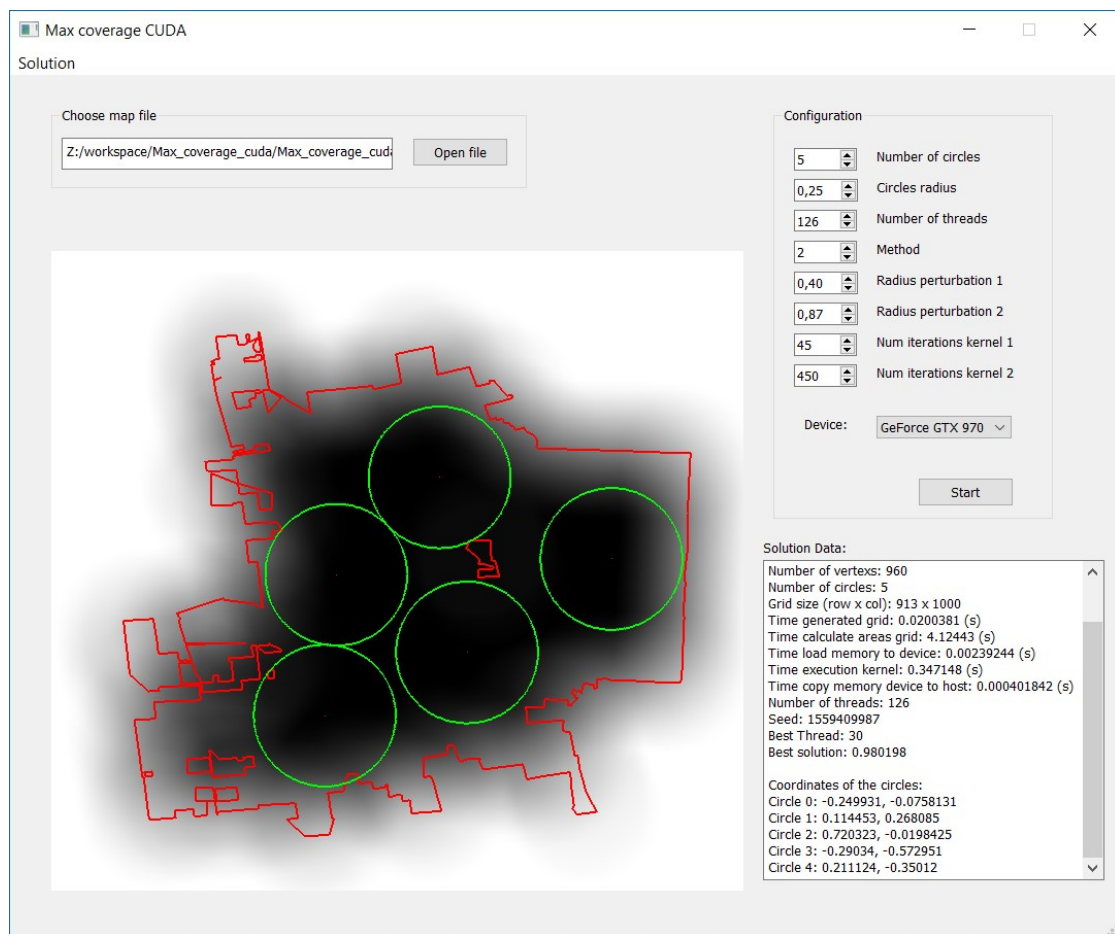 Max coverage CUDA
Solution
Choose map file
Z:/workspace/Max_coverage_cuda/Max_coverage_cuda
Open file
Configuration
5 Number of circles
0,25 Circles radius
126 Number of threads
2 Method
0,40 Radius perturbation 1
0,87 Radius perturbation 2
45 Num iterations kernel 1
450 Num iterations kernel 2
Device: GeForce GTX 970
Start
Solution Data:
Number of vertexs: 960
Number of circles: 5
Grid size (row x col): 913 x 1000
Time generated grid: 0.0200381 (s)
Time calculate areas grid: 4.12443 (s)
Time load memory to device: 0.00239244 (s)
Time execution kernel: 0.347148 (s)
Time copy memory device to host: 0.000401842 (s)
Number of threads: 126
Seed: 1559409987
Best Thread: 30
Best solution: 0.980198
Coordinates of the circles:
Circle 0: -0.249931, -0.0758131
Circle 1: 0.114453, 0.268085
Circle 2: 0.720323, -0.0198425
Circle 3: -0.29034, -0.572951
Circle 4: 0.211124, -0.35012